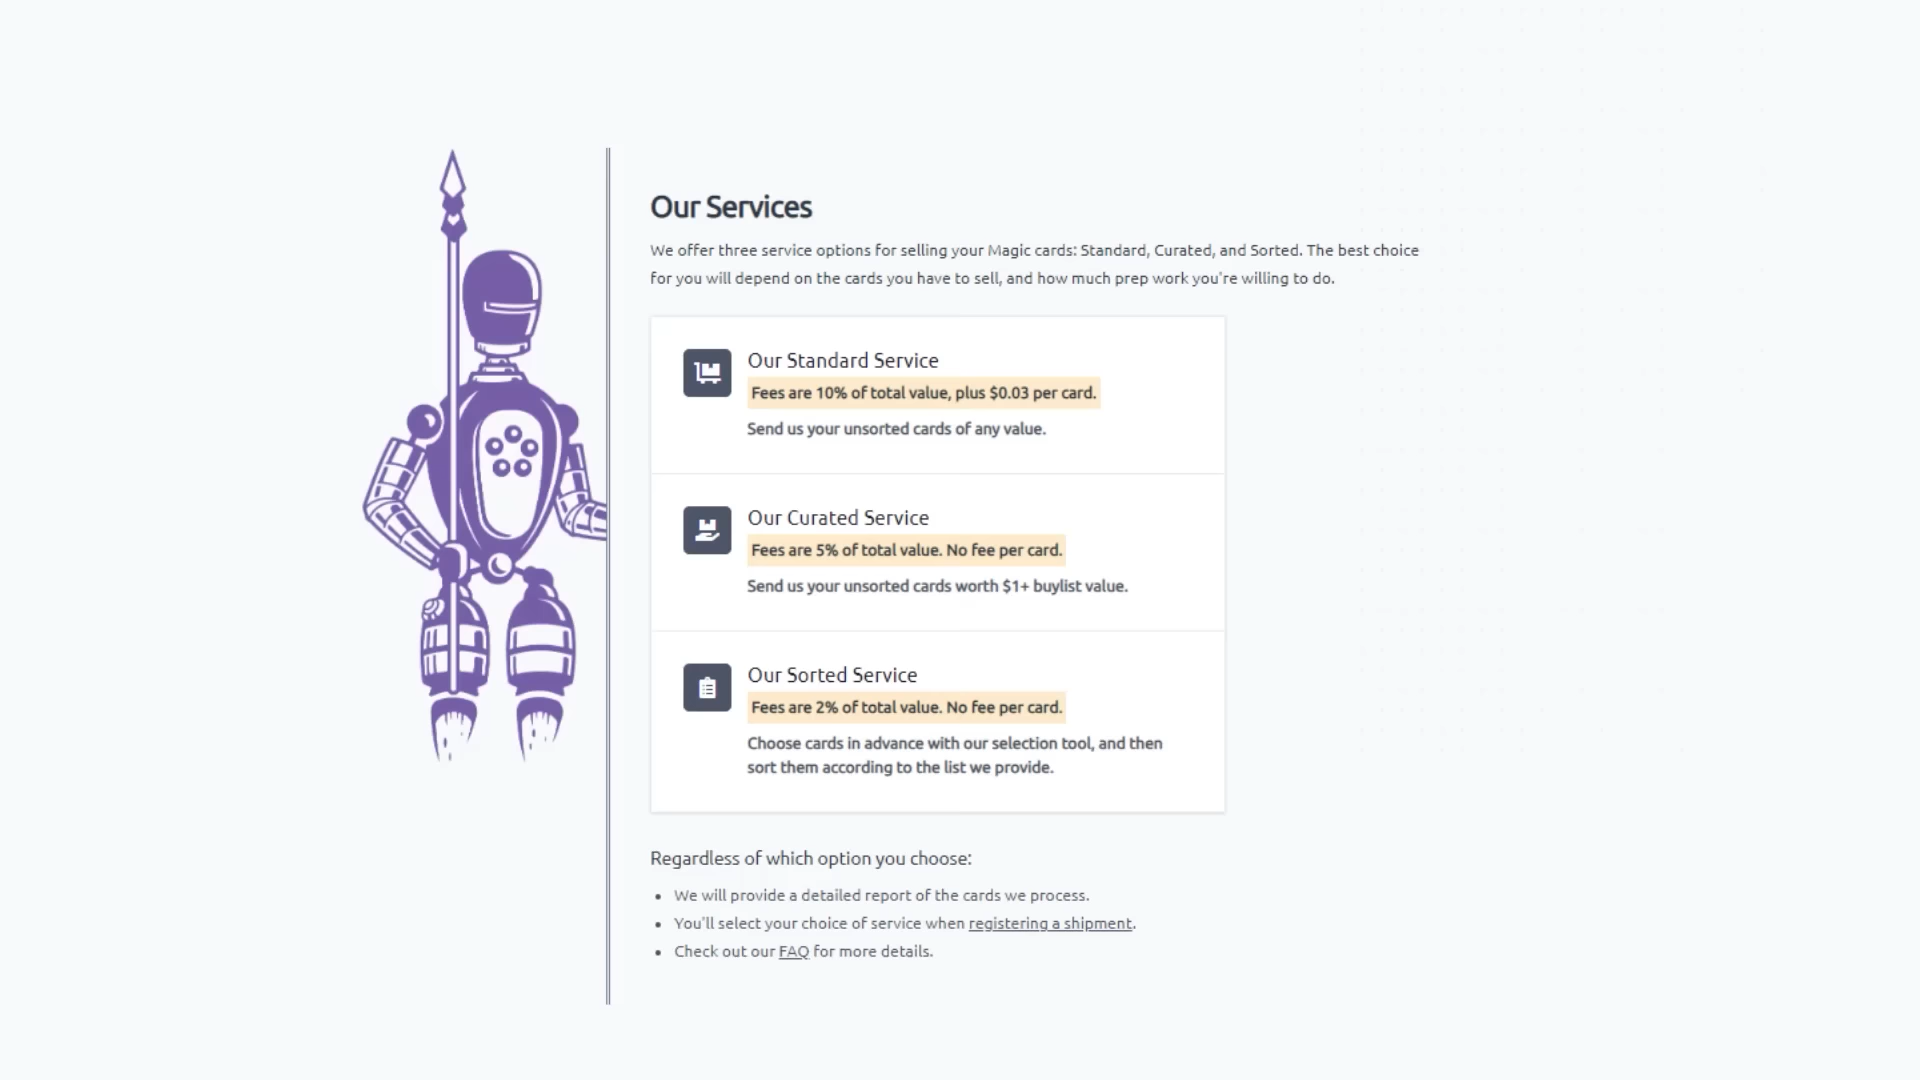 Our Services
We offer three service options for selling your Magic cards: Standard, Curated, and Sorted. The best choice
for you will depend on the cards you have to sell, and how much prep work you're willing to do.
Our Standard Service
Fees are 10% of total value, plus $0.03 per card.
Send us your unsorted cards of any value.
Our Curated Service
Fees are 5% of total value. No fee per card.
Send us your unsorted cards worth $1+ buylist value.
Our Sorted Service
Fees are 2% of total value. No fee per card.
Choose cards in advance with our selection tool, and then
sort them according to the list we provide.
Regardless of which option you choose:
• We will provide a detailed report of the cards we process.
• You'll select your choice of service when registering a shipment.
• Check out our FAQ for more details.